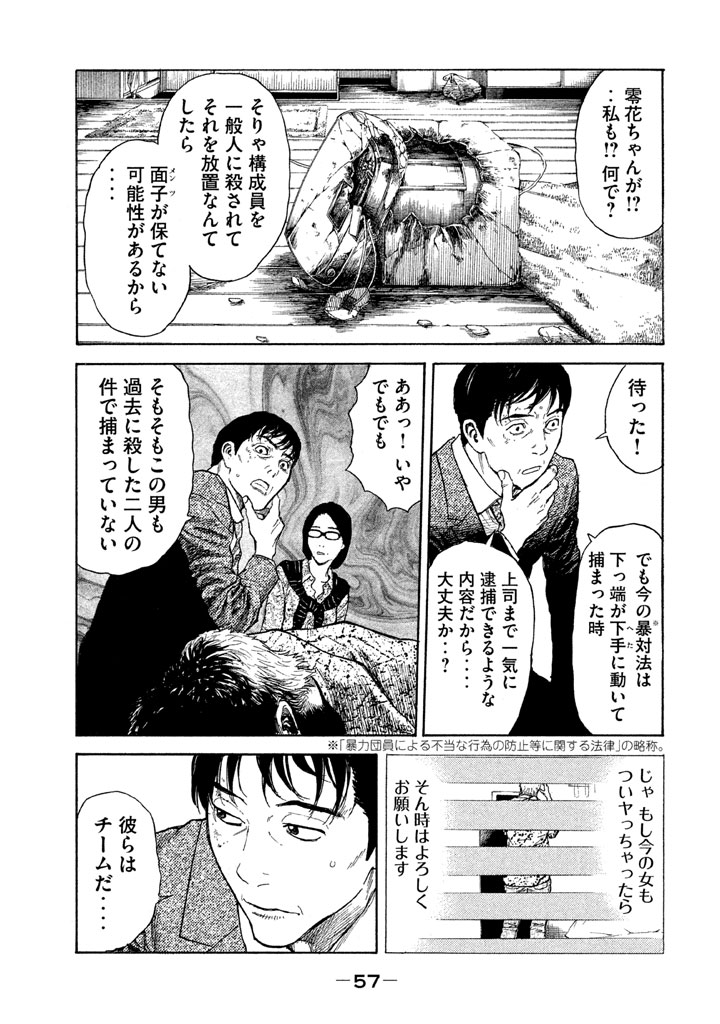 零花ちゃんが!?
‥私も!?何で?
そりゃ構成員を
一般人に殺されて
それを放置なんて
したら
面子が保てない
メンツ
可能性があるから
‥‥
待った!
でも今の暴対法は※
下っ端が下手に動いて
へた
捕まった時
上司まで一気に
逮捕できるような
内容だから‥‥
大丈夫か‥?
ああっ!いや
でもでも
そもそもこの男も
過去に殺した二人の
件で捕まっていない
※「暴力団員による不当な行為の防止等に関する法律」の略称。
じゃ もし今の女も
ついヤっちゃったら
そん時はよろしく
お願いします
彼らは
チームだ‥‥
—57—